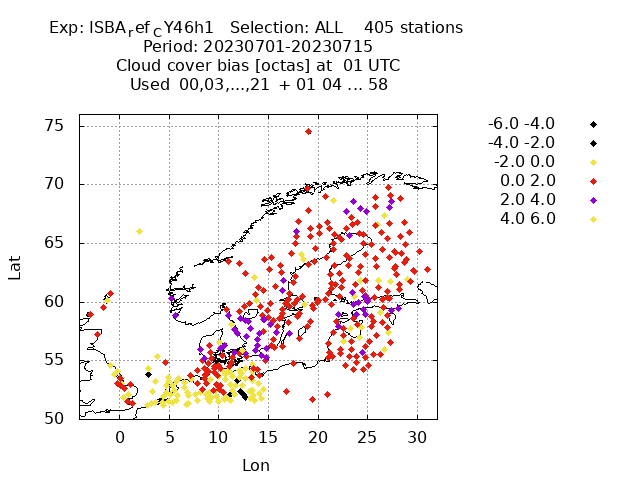 Exp: ISBAref CY46h1 Selection: ALL 405 stations
Period: 20230701-20230715
Cloud cover bias [octas] at 01 UTC
Used 00,03,...,21 + 01 04 ... 58
-6.0 -4.0
-4.0 -2.0
-2.0 0.0
0.0 2.0
2.0 4.0
4.0 6.0
75
70
65
60
55
50
Lat
0 5 10 15 20 25 30
Lon